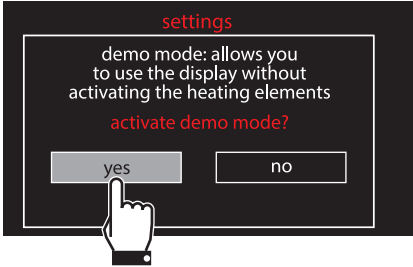 settings
demo mode: allows you
to use the display without
activating the heating elements
activate demo mode?
yes
no